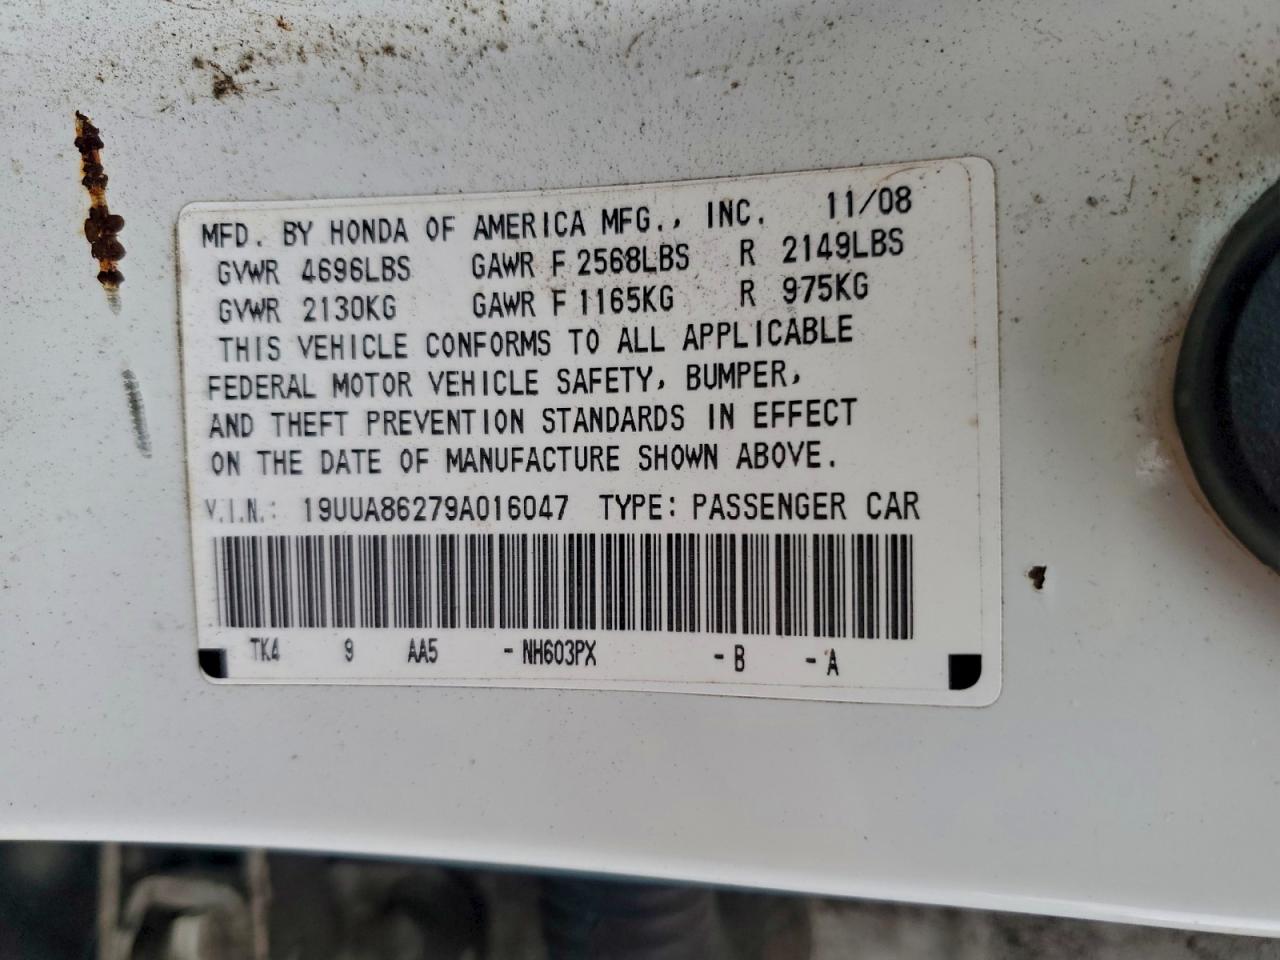 MFD. BY HONDA OF AMERICA MFG., INC. 11/08
GVWR 4696LBS GAWR F 2568LBS R 2149LBS
GVWR 2130KG GAWR F 1165KG R 975KG
THIS VEHICLE CONFORMS TO ALL APPLICABLE
FEDERAL MOTOR VEHICLE SAFETY, BUMPER,
AND THEFT PREVENTION STANDARDS IN EFFECT
ON THE DATE OF MANUFACTURE SHOWN ABOVE.
V.I.N.: 19UUA86279A016047 TYPE: PASSENGER CAR
TK4 9 AA5 - NH603PX - B - A